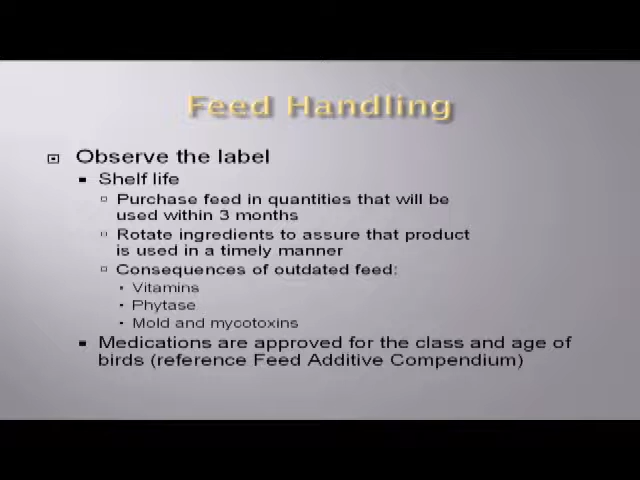 Feed Handling
Observe the label
Shelf life
Purchase feed in quantities that will be
used within 3 months
Rotate ingredients to assure that product
is used in a timely manner
Consequences of outdated feed:
Vitamins
Phytase
Mold and mycotoxins
Medications are approved for the class and age of
birds (reference Feed Additive Compendium)